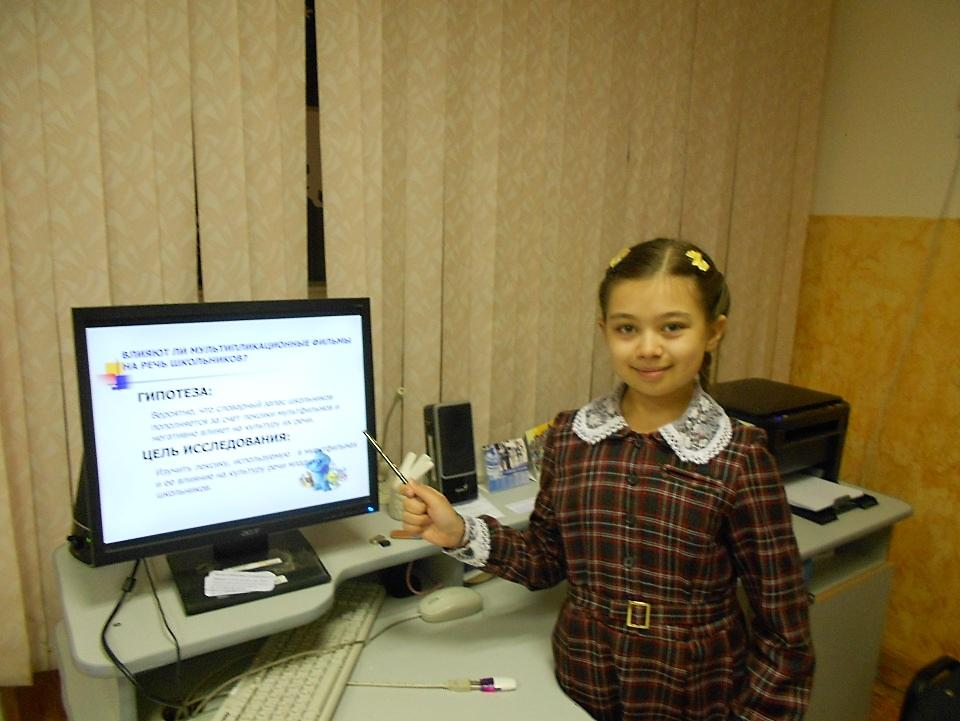 ВЛИЯЮТ ЛИ МУЛЬТИПЛИКАЦИОННЫЕ ФИЛЬМЫ
НА РЕЧЬ ШКОЛЬНИКОВ?
ГИПОТЕЗА:
Вероятно, что словарный запас школьников
пополняется за счет лексики мультфильмов и
негативно влияет на культуру их речи.
ЦЕЛЬ ИССЛЕДОВАНИЯ:
Изучить лексику, используемую в мультфильмах
и ее влияние на культуру речи
школьников.
acer